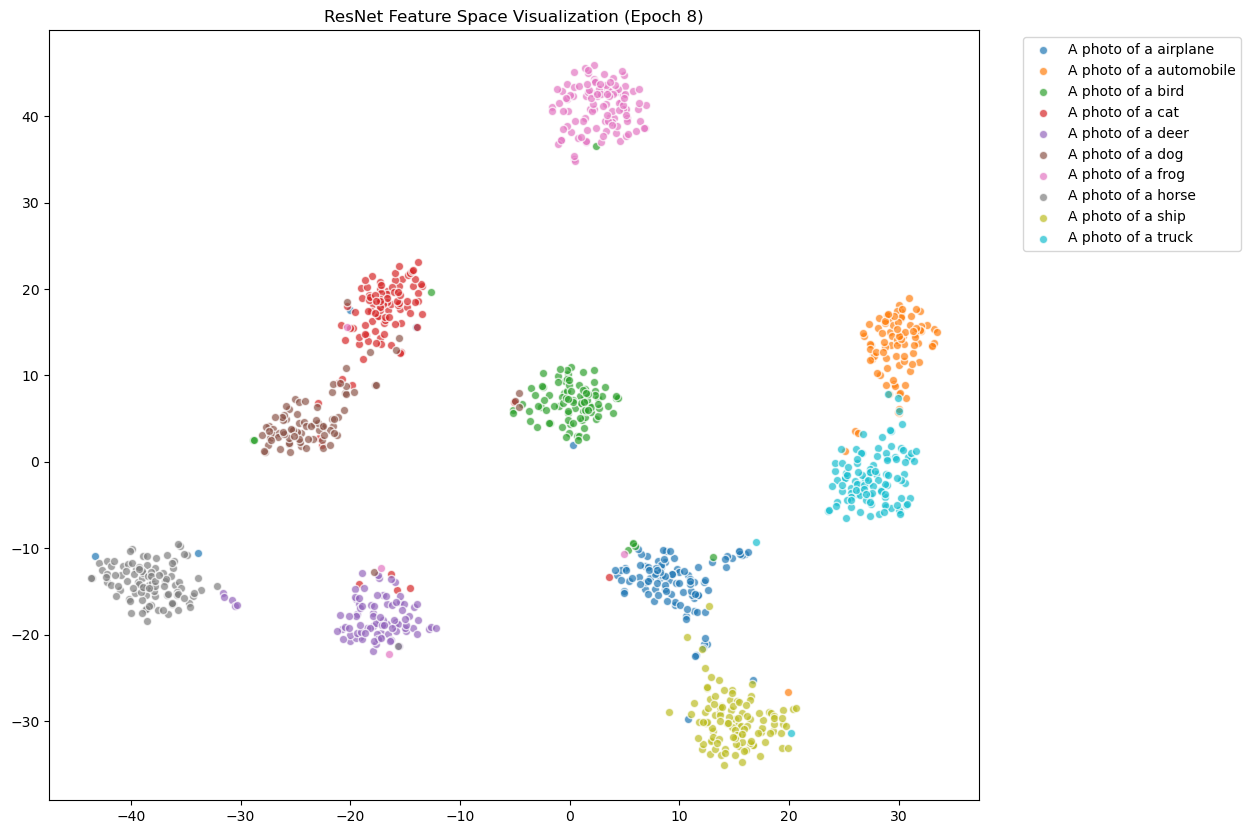 ResNet Feature Space Visualization (Epoch 8)
A photo of a airplane
A photo of a automobile
A photo of a bird
A photo of a cat
A photo of a deer
A photo of a dog
A photo of a frog
A photo of a horse
A photo of a ship
A photo of a truck
40
30
20
10
0
−10
−20
−30
−40 −30 −20 −10 0 10 20 30